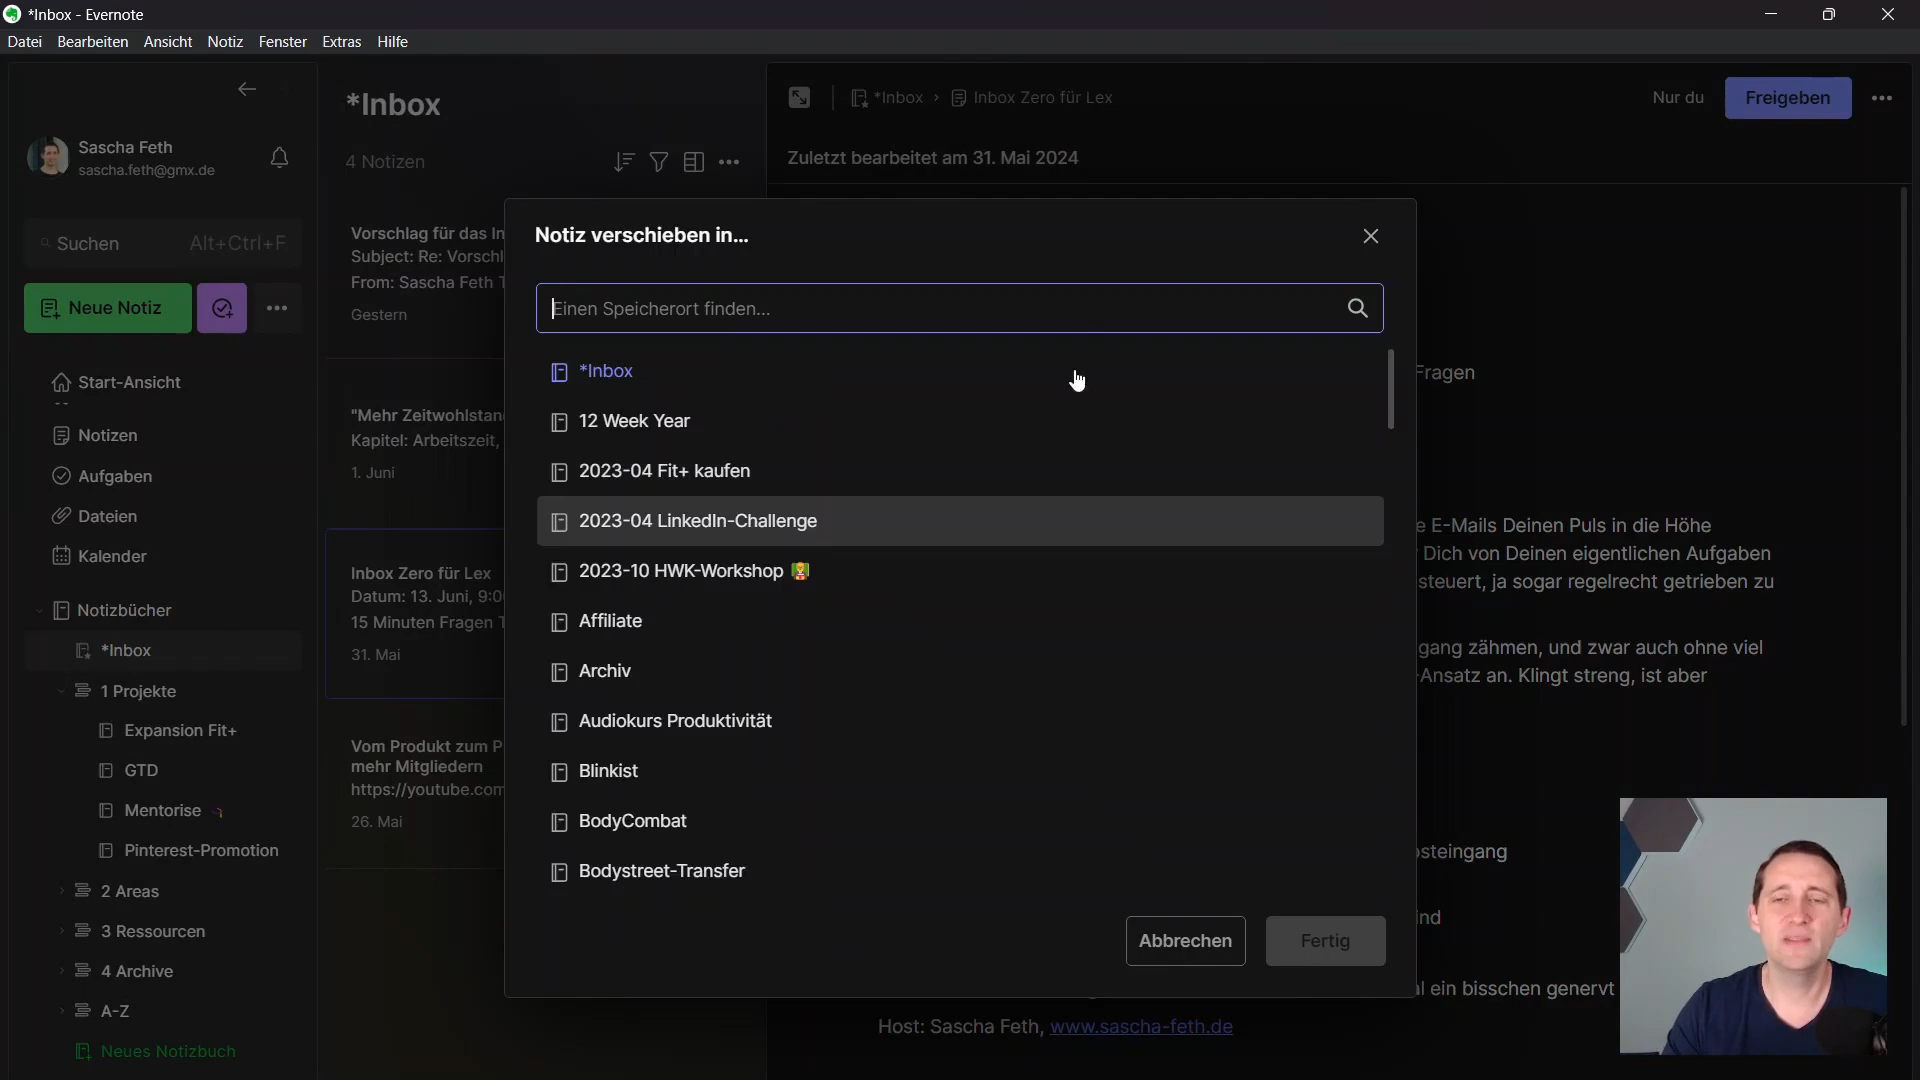 *Inbox - Evernote
Datei Bearbeiten Ansicht Notiz Fenster Extras Hilfe
Sascha Feth
sascha.feth@gmx.de
Suchen Alt+Ctrl+F
Neue Notiz
Start-Ansicht
Notizen
Aufgaben
Dateien
Kalender
Notizbücher
*Inbox
1 Projekte
Expansion Fit+
GTD
Mentorise
Pinterest-Promotion
2 Areas
3 Ressourcen
4 Archive
A-Z
Neues Notizbuch
*Inbox
4 Notizen
Vorschlag für das In
Subject: Re: Vorschl
From: Sascha Feth T
Gestern
"Mehr Zeitwohlstan
Kapitel: Arbeitszeit,
1. Juni
Inbox Zero für Lex
Datum: 13. Juni, 9:0
15 Minuten Fragen T
31. Mai
Vom Produkt zum P
mehr Mitgliedern
https://youtube.com
26. Mai
*Inbox › Inbox Zero für Lex
Nur du
Freigeben
Zuletzt bearbeitet am 31. Mai 2024
Notiz verschieben in...
Einen Speicherort finden...
*Inbox
12 Week Year
2023-04 Fit+ kaufen
2023-04 LinkedIn-Challenge
2023-10 HWK-Workshop
Affiliate
Archiv
Audiokurs Produktivität
Blinkist
BodyCombat
Bodystreet-Transfer
Abbrechen
Fertig
Fragen
e E-Mails Deinen Puls in die Höhe
Dich von Deinen eigentlichen Aufgaben
steuert, ja sogar regelrecht getrieben zu
gang zähmen, und zwar auch ohne viel
-Ansatz an. Klingt streng, ist aber
steingang
ind
al ein bisschen genervt
Host: Sascha Feth, www.sascha-feth.de